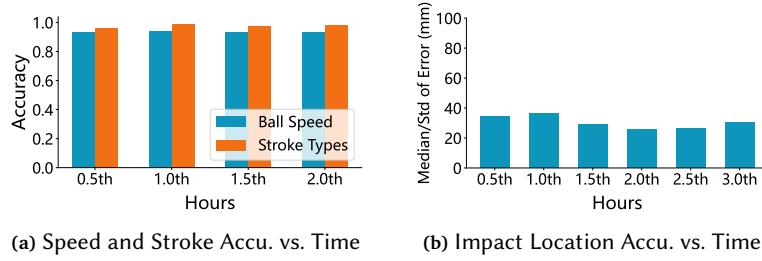 Accuracy
1.0
0.8
0.6
0.4
0.2
0.0
Ball Speed
Stroke Types
0.5th 1.0th 1.5th 2.0th
Hours
(a) Speed and Stroke Accu. vs. Time
Median/Std of Error (mm)
100
80
60
40
20
0
0.5th 1.0th 1.5th 2.0th 2.5th 3.0th
Hours
(b) Impact Location Accu. vs. Time